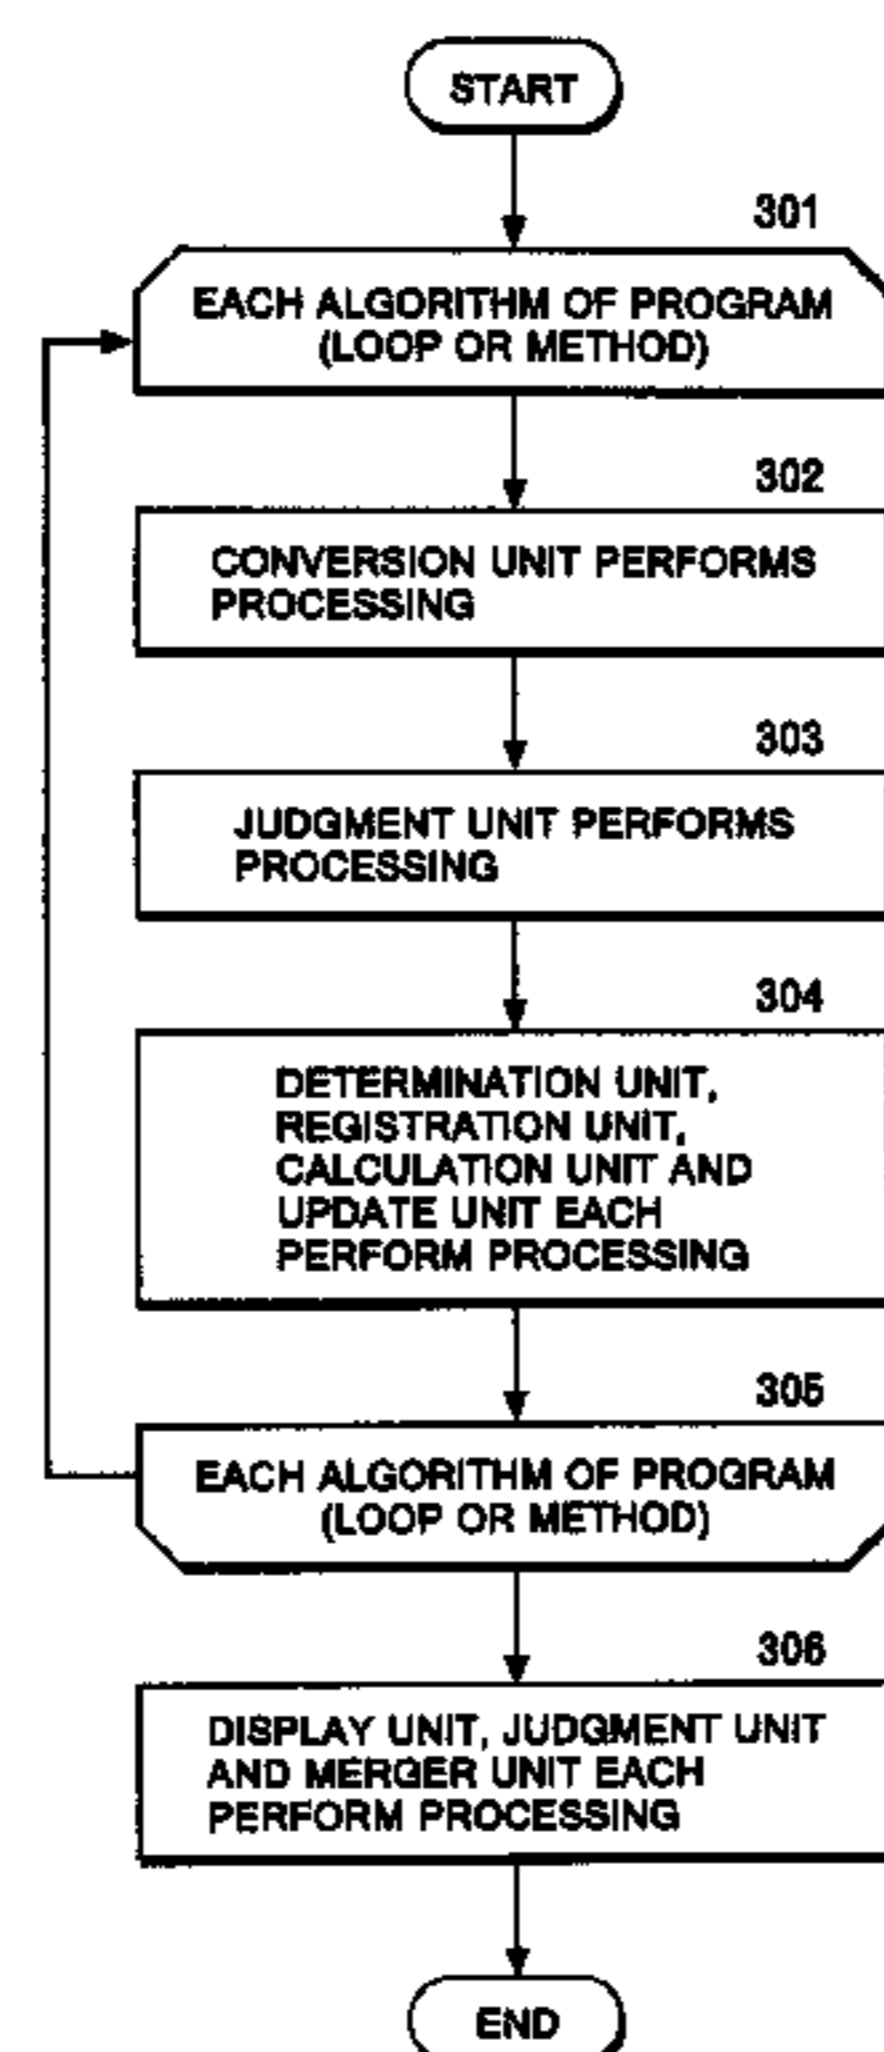 START
301
EACH ALGORITHM OF PROGRAM
(LOOP OR METHOD)
302
CONVERSION UNIT PERFORMS
PROCESSING
303
JUDGMENT UNIT PERFORMS
PROCESSING
304
DETERMINATION UNIT,
REGISTRATION UNIT,
CALCULATION UNIT AND
UPDATE UNIT EACH
PERFORM PROCESSING
305
EACH ALGORITHM OF PROGRAM
(LOOP OR METHOD)
306
DISPLAY UNIT, JUDGMENT UNIT
AND MERGER UNIT EACH
PERFORM PROCESSING
END